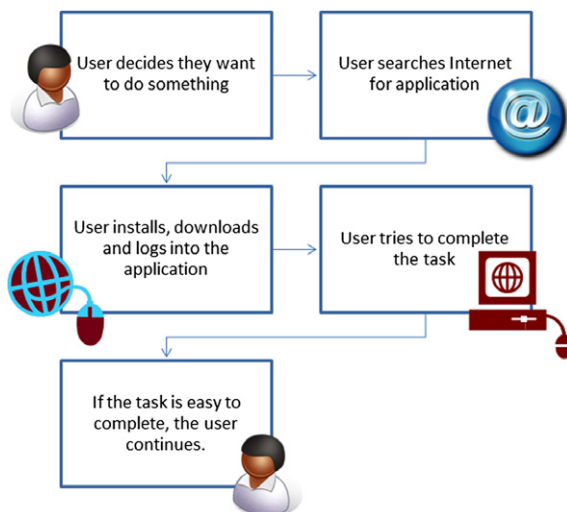 User decides they want
to do something
User searches Internet
for application
@
User installs, downloads
and logs into the
application
User tries to complete
the task
If the task is easy to
complete, the user
continues.